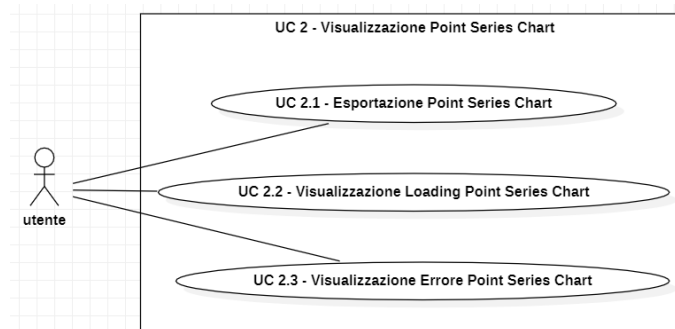 UC 2 - Visualizzazione Point Series Chart
UC 2.1 - Esportazione Point Series Chart
UC 2.2 - Visualizzazione Loading Point Series Chart
utente
UC 2.3 - Visualizzazione Errore Point Series Chart